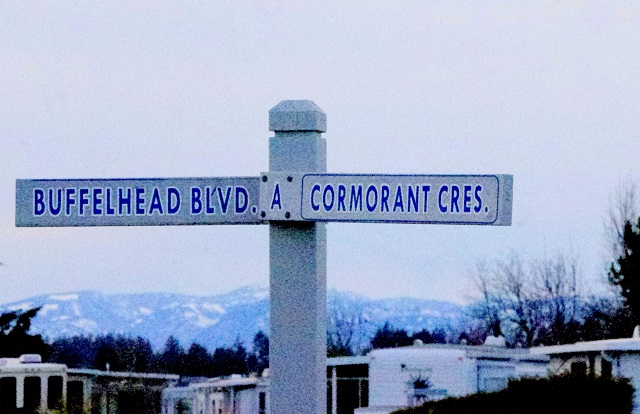 BUFFELHEAD BLVD. A CORMORANT CRES.